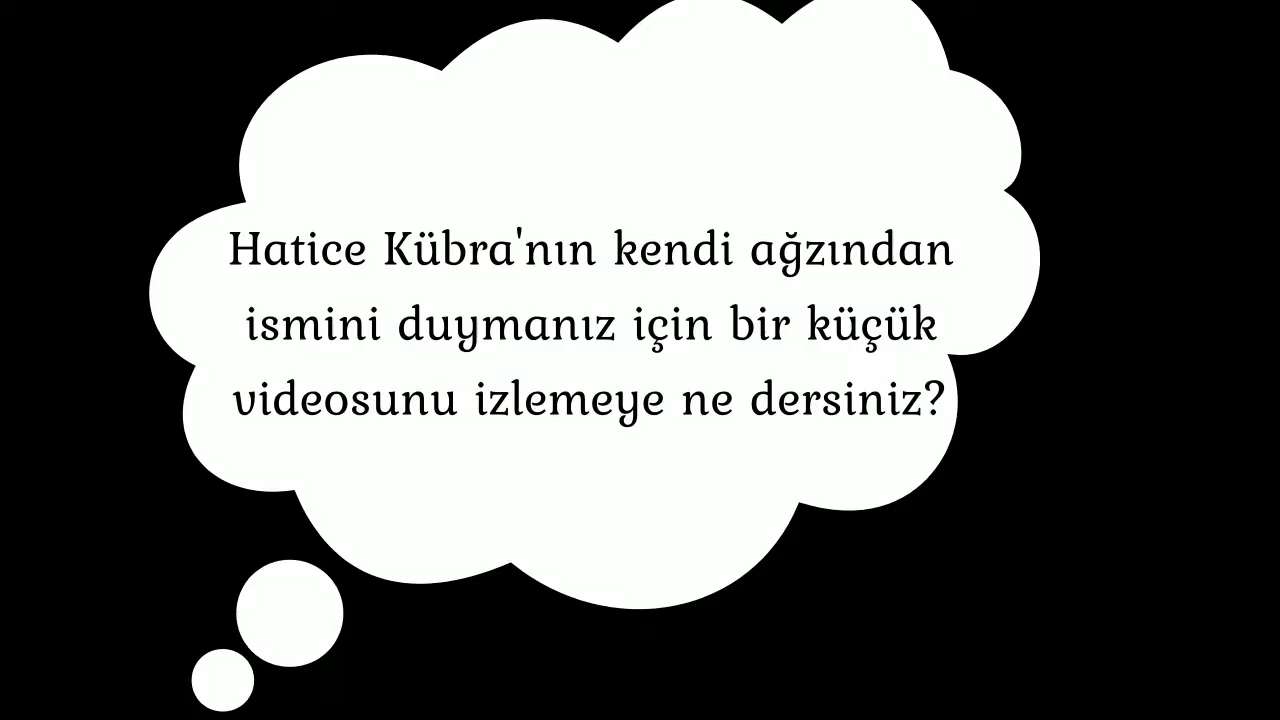 Hatice Kübra'nın kendi ağzından
ismini duymanız için bir küçük
videosunu izlemeye ne dersiniz?